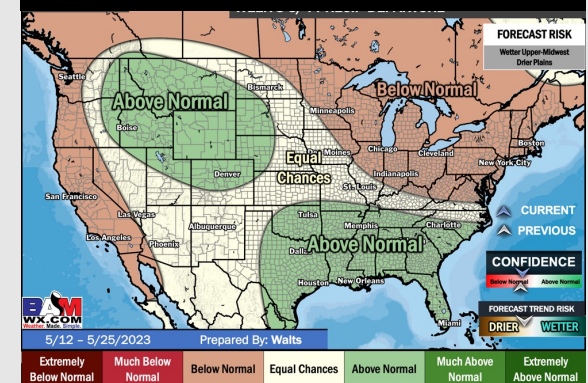 FORECAST RISK
Wetter Upper-Midwest
Drier Plains
Seattle
Bismarck
Below Normal
Above Normal
Minneapolis
Boise
Boston
Equal
Chances
Moines
Chicago
Cleveland
New York City
Denver
Indianapolis
St. Louis
San Francisco
Las Vegas
Tulsa
Charlotte
CURRENT
Albuquerque
Memphis
PREVIOUS
Los Angeles
Phoenix
Above Normal
CONFIDENCE
Houston
New Orleans
Below Normal
Above Normal
BAM
WX.COM
Weather. Made. Simple.
FORECAST TREND RISK
Miami
DRIER
WETTER
5/12 - 5/25/2023
Prepared By: Walts
Extremely
Below Normal
Much Below
Normal
Below Normal
Equal Chances
Above Normal
Much Above
Normal
Extremely
Above Normal